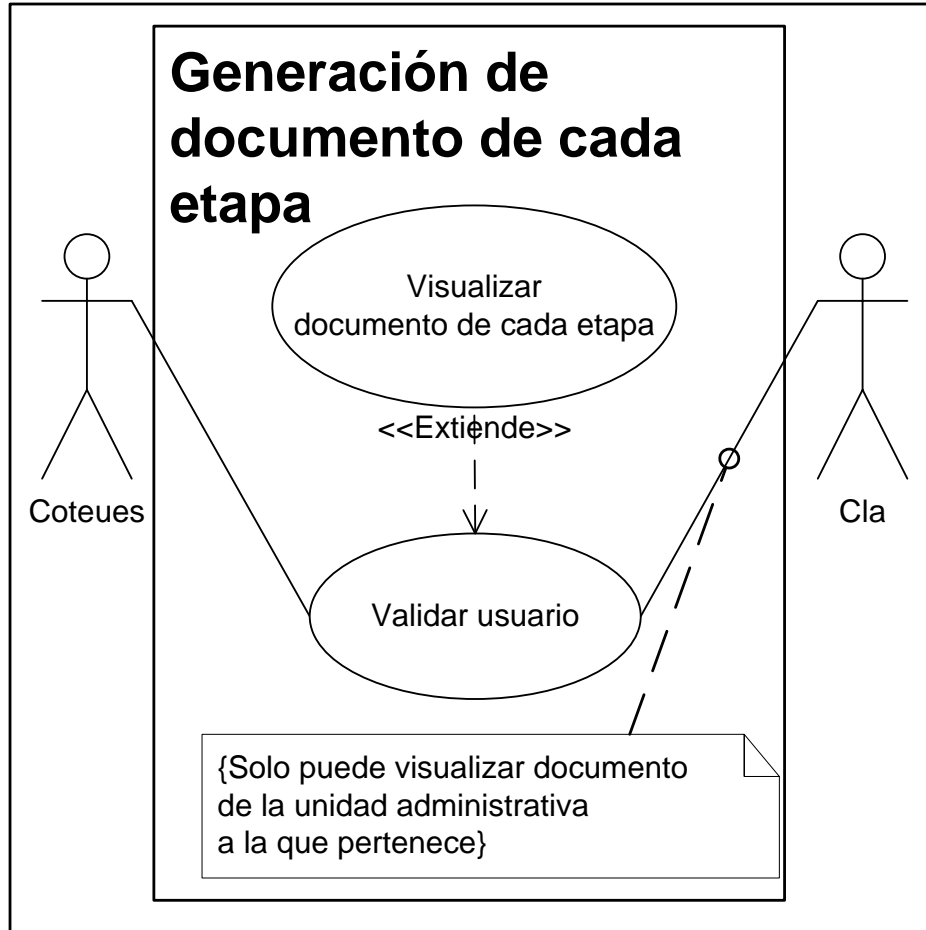 Generación de
documento de cada
etapa
Visualizar
documento de cada etapa
<<Extiende>>
Coteues
Cla
Validar usuario
{Solo puede visualizar documento
de la unidad administrativa
a la que pertenece}